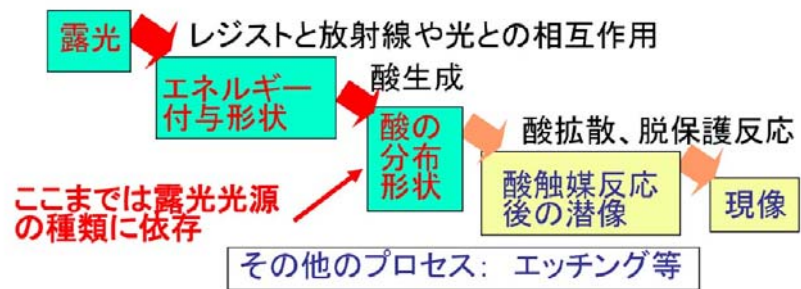 露光
レジストと放射線や光との相互作用
エネルギー
付与形状
酸生成
酸の
分布
形状
酸拡散、脱保護反応
酸触媒反応
後の潜像
現像
ここまでは露光光源
の種類に依存
その他のプロセス： エッチング等